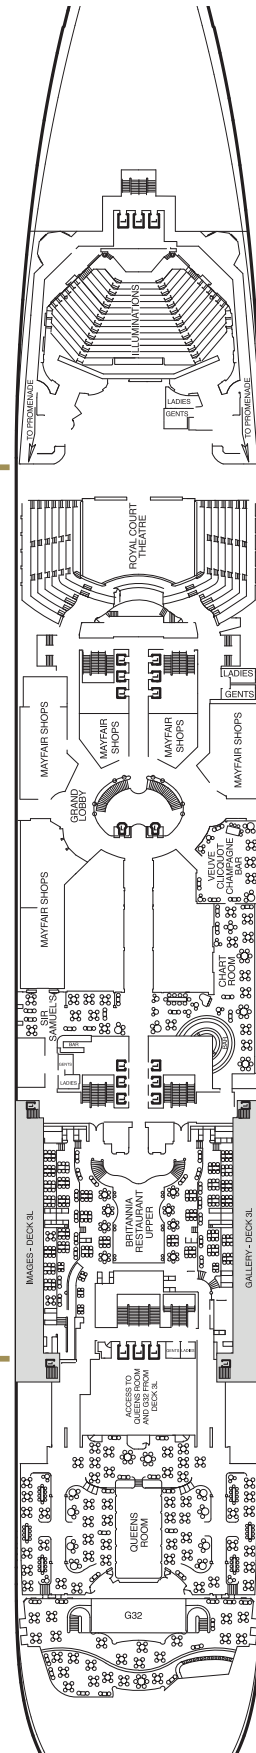 ILLUMINATIONS
LADIES
GENTS
TO PROMENADE
TO PROMENADE
ROYAL COURT
THEATRE
LADIES
GENTS
MAYFAIR SHOPS
MAYFAIR
SHOPS
MAYFAIR
SHOPS
MAYFAIR SHOPS
GRAND
LOBBY
MAYFAIR SHOPS
VEUVE
CLICQUOT
CHAMPAGNE
BAR
CHART
ROOM
SIR
SAMUEL'S
BAR
BAR
GENTS
LADIES
BRITANNIA
RESTAURANT
UPPER
IMAGES - DECK 3L
GALLERY - DECK 3L
GENTS
LADIES
ACCESS TO
QUEENS ROOM
AND G32 FROM
DECK 3L
QUEENS
ROOM
G32